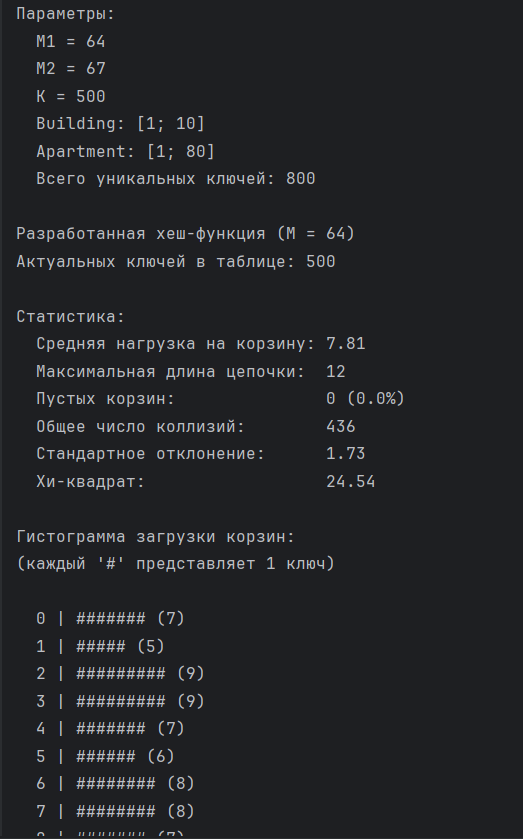 Параметры:
M1 = 64
M2 = 67
K = 500
Building: [1; 10]
Apartment: [1; 80]
Всего уникальных ключей: 800
Разработанная хеш-функция (M = 64)
Актуальных ключей в таблице: 500
Статистика:
Средняя нагрузка на корзину: 7.81
Максимальная длина цепочки: 12
Пустых корзин: 0 (0.0%)
Общее число коллизий: 436
Стандартное отклонение: 1.73
Хи-квадрат: 24.54
Гистограмма загрузки корзин:
(каждый '#' представляет 1 ключ)
0 | ####### (7)
1 | ##### (5)
2 | ######### (9)
3 | ######### (9)
4 | ####### (7)
5 | ###### (6)
6 | ######## (8)
7 | ######## (8)